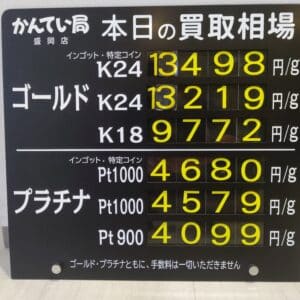 かんてい局
盛岡店
本日の買取相場
インゴット・特定コイン
K24 13498 円/g
ゴールド K24 13219 円/g
K18 9772 円/g
インゴット・特定コイン
Pt1000 4680 円/g
プラチナ Pt1000 4579 円/g
Pt900 4099 円/g
ゴールド・プラチナともに、手数料は一切いただきません